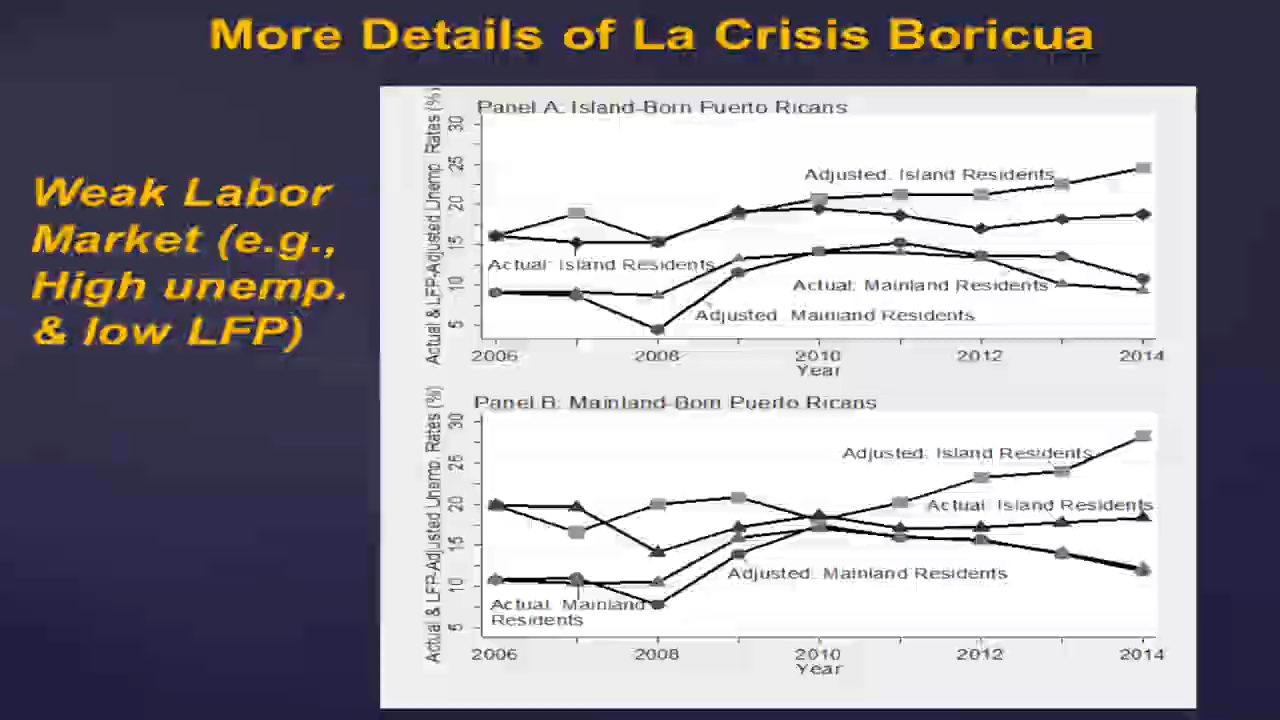 More Details of La Crisis Boricua
Weak Labor
Market (e.g.,
High unemp.
& low LFP)
Panel A: Island-Born Puerto Ricans
Actual & LFP-Adjusted Unemp. Rates (%)
30
25
20
15
10
5
Adjusted: Island Residents
Actual: Island Residents
Actual: Mainland Residents
Adjusted: Mainland Residents
2006 2008 2010 2012 2014
Year
Panel B: Mainland-Born Puerto Ricans
Actual & LFP-Adjusted Unemp. Rates (%)
30
25
20
15
10
5
Adjusted: Island Residents
Actual: Island Residents
Adjusted: Mainland Residents
Actual: Mainland
Residents
2006 2008 2010 2012 2014
Year